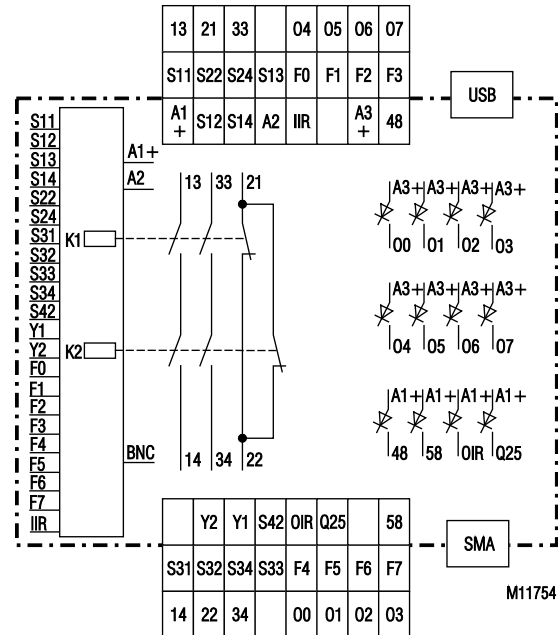 13 21 33 04 05 06 07
S11 S22 S24 S13 F0 F1 F2 F3
A1+ S12 S14 A2 IIR A3+ 48
USB
S11
S12
S13
S14
S22
S24
S31
S32
S33
S34
S42
Y1
Y2
F0
F1
F2
F3
F4
F5
F6
F7
IIR
A1+
A2
K1
K2
BNC
13 33 21
14 34 22
A3+ A3+ A3+ A3+
00 01 02 03
A3+ A3+ A3+ A3+
04 05 06 07
A1+ A1+ A1+ A1+
48 58 0IR Q25
Y2 Y1 S42 0IR Q25 58
S31 S32 S34 S33 F4 F5 F6 F7
14 22 34 00 01 02 03
SMA
M11754